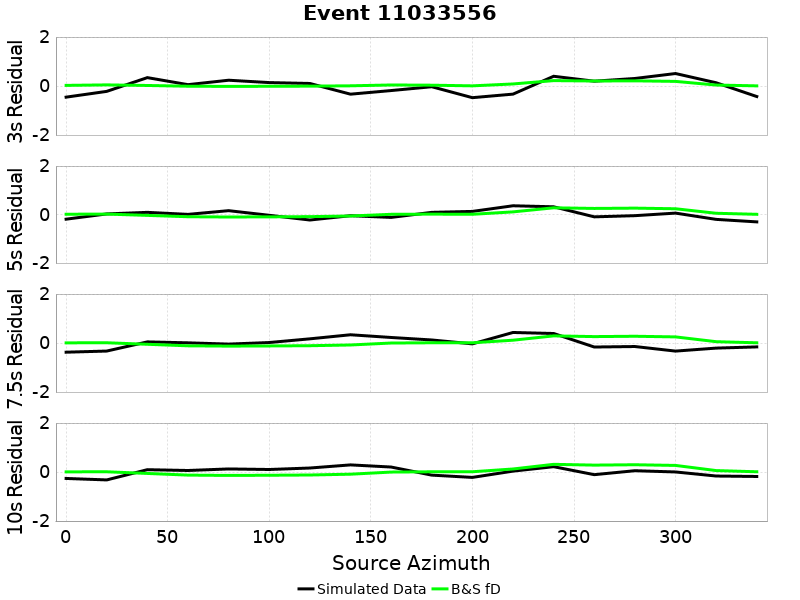 Event 11033556
3s Residual
2
0
-2
5s Residual
2
0
-2
7.5s Residual
2
0
-2
10s Residual
2
0
-2
0 50 100 150 200 250 300
Source Azimuth
Simulated Data B&S fD